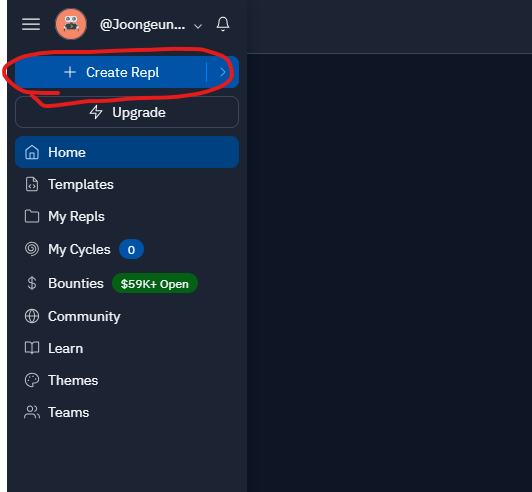 @Joongeun...
+ Create Repl
Upgrade
Home
Templates
My Repls
My Cycles 0
Bounties $59K+ Open
Community
Learn
Themes
Teams